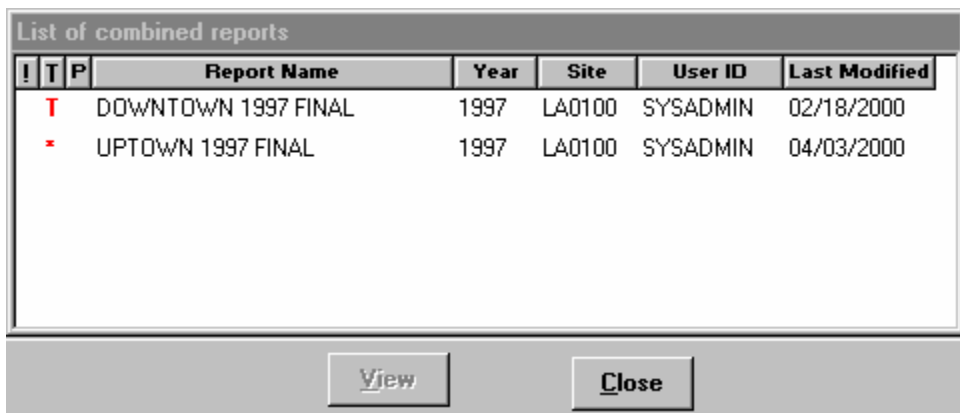 List of combined reports
! T P Report Name Year Site User ID Last Modified
T DOWNTOWN 1997 FINAL 1997 LA0100 SYSADMIN 02/18/2000
* UPTOWN 1997 FINAL 1997 LA0100 SYSADMIN 04/03/2000
View Close